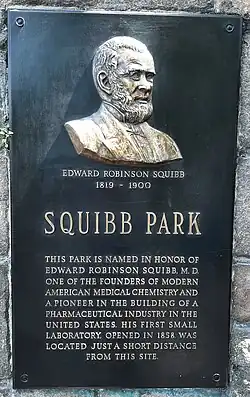 EDWARD ROBINSON SQUIBB
1819 - 1900
SQUIBB PARK
THIS PARK IS NAMED IN HONOR OF
EDWARD ROBINSON SQUIBB, M.D.
ONE OF THE FOUNDERS OF MODERN
AMERICAN MEDICAL CHEMISTRY AND
A PIONEER IN THE BUILDING OF A
PHARMACEUTICAL INDUSTRY IN THE
UNITED STATES. HIS FIRST SMALL
LABORATORY, OPENED IN 1858 WAS
LOCATED JUST A SHORT DISTANCE
FROM THIS SITE.